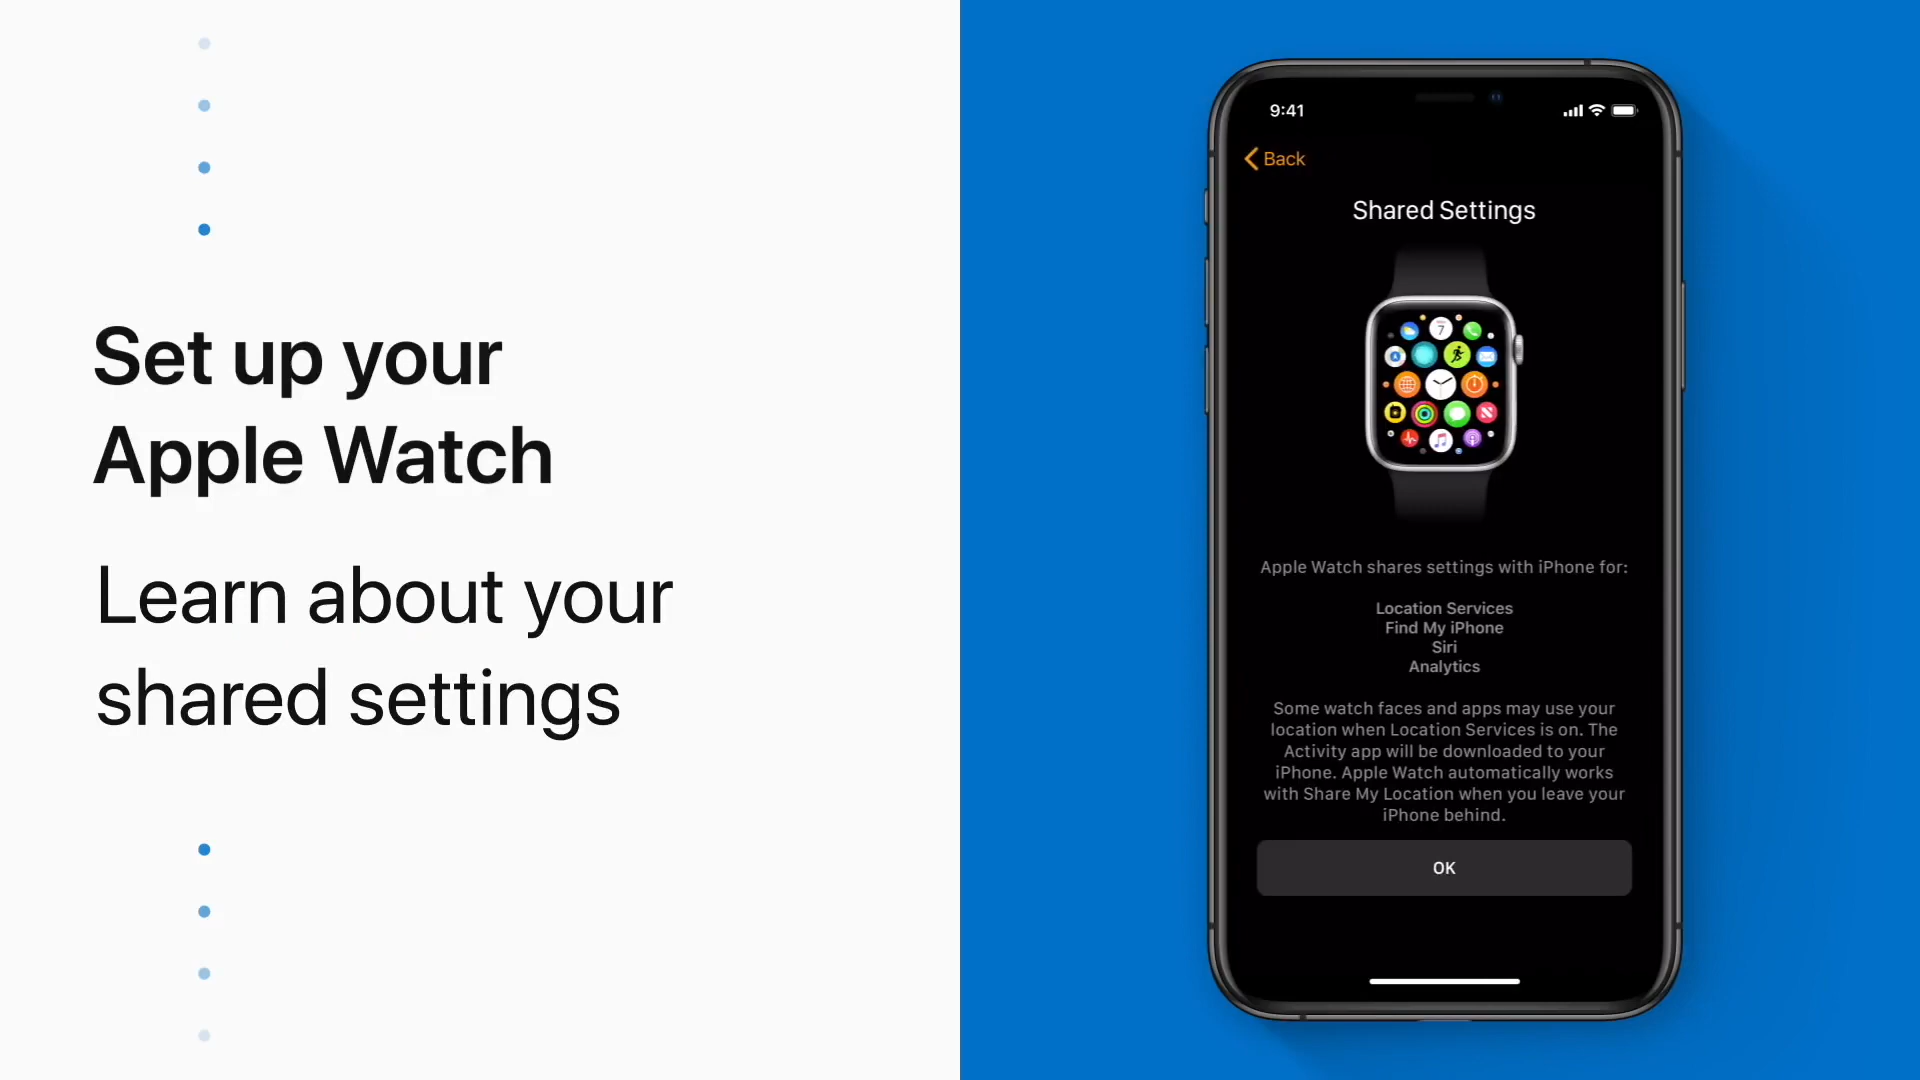 Set up your
Apple Watch
Learn about your
shared settings
9:41
Back
Shared Settings
7
Apple Watch shares settings with iPhone for:
Location Services
Find My iPhone
Siri
Analytics
Some watch faces and apps may use your
location when Location Services is on. The
Activity app will be downloaded to your
iPhone. Apple Watch automatically works
with Share My Location when you leave your
iPhone behind.
OK